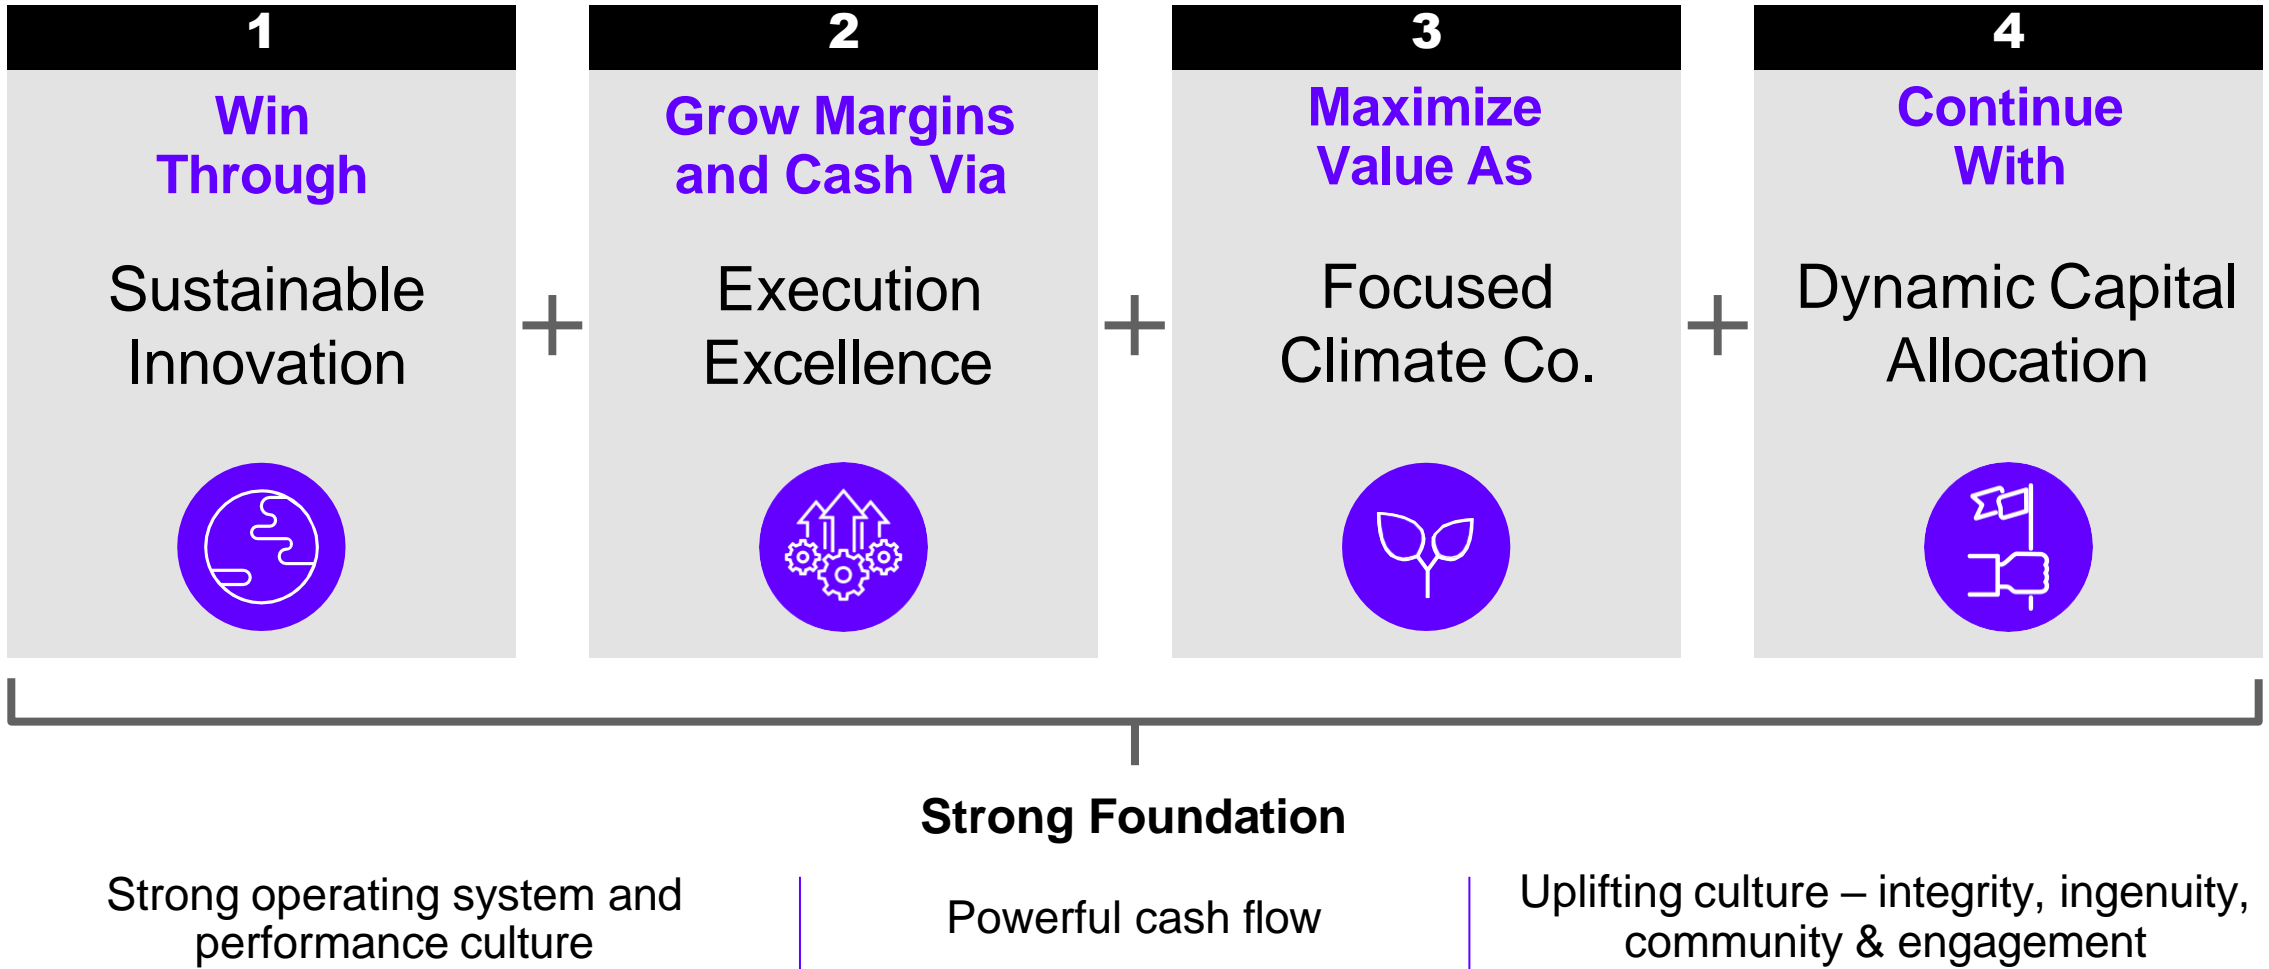 1
Win
Through
Sustainable
Innovation
2
Grow Margins
and Cash Via
Execution
Excellence
3
Maximize
Value As
Focused
Climate Co.
4
Continue
With
Dynamic Capital
Allocation
Strong Foundation
Strong operating system and
performance culture
Powerful cash flow
Uplifting culture – integrity, ingenuity,
community & engagement